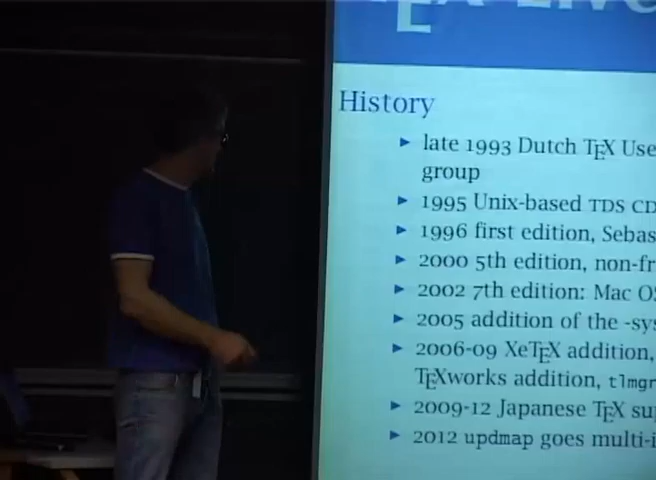 History
late 1993 Dutch TEX Use
group
1995 Unix-based TDS CD
1996 first edition, Sebas
2000 5th edition, non-fr
2002 7th edition: Mac OS
2005 addition of the -sys
2006-09 XeTEX addition,
TEXworks addition, tlmgr
2009-12 Japanese TEX su
2012 updmap goes multi-i